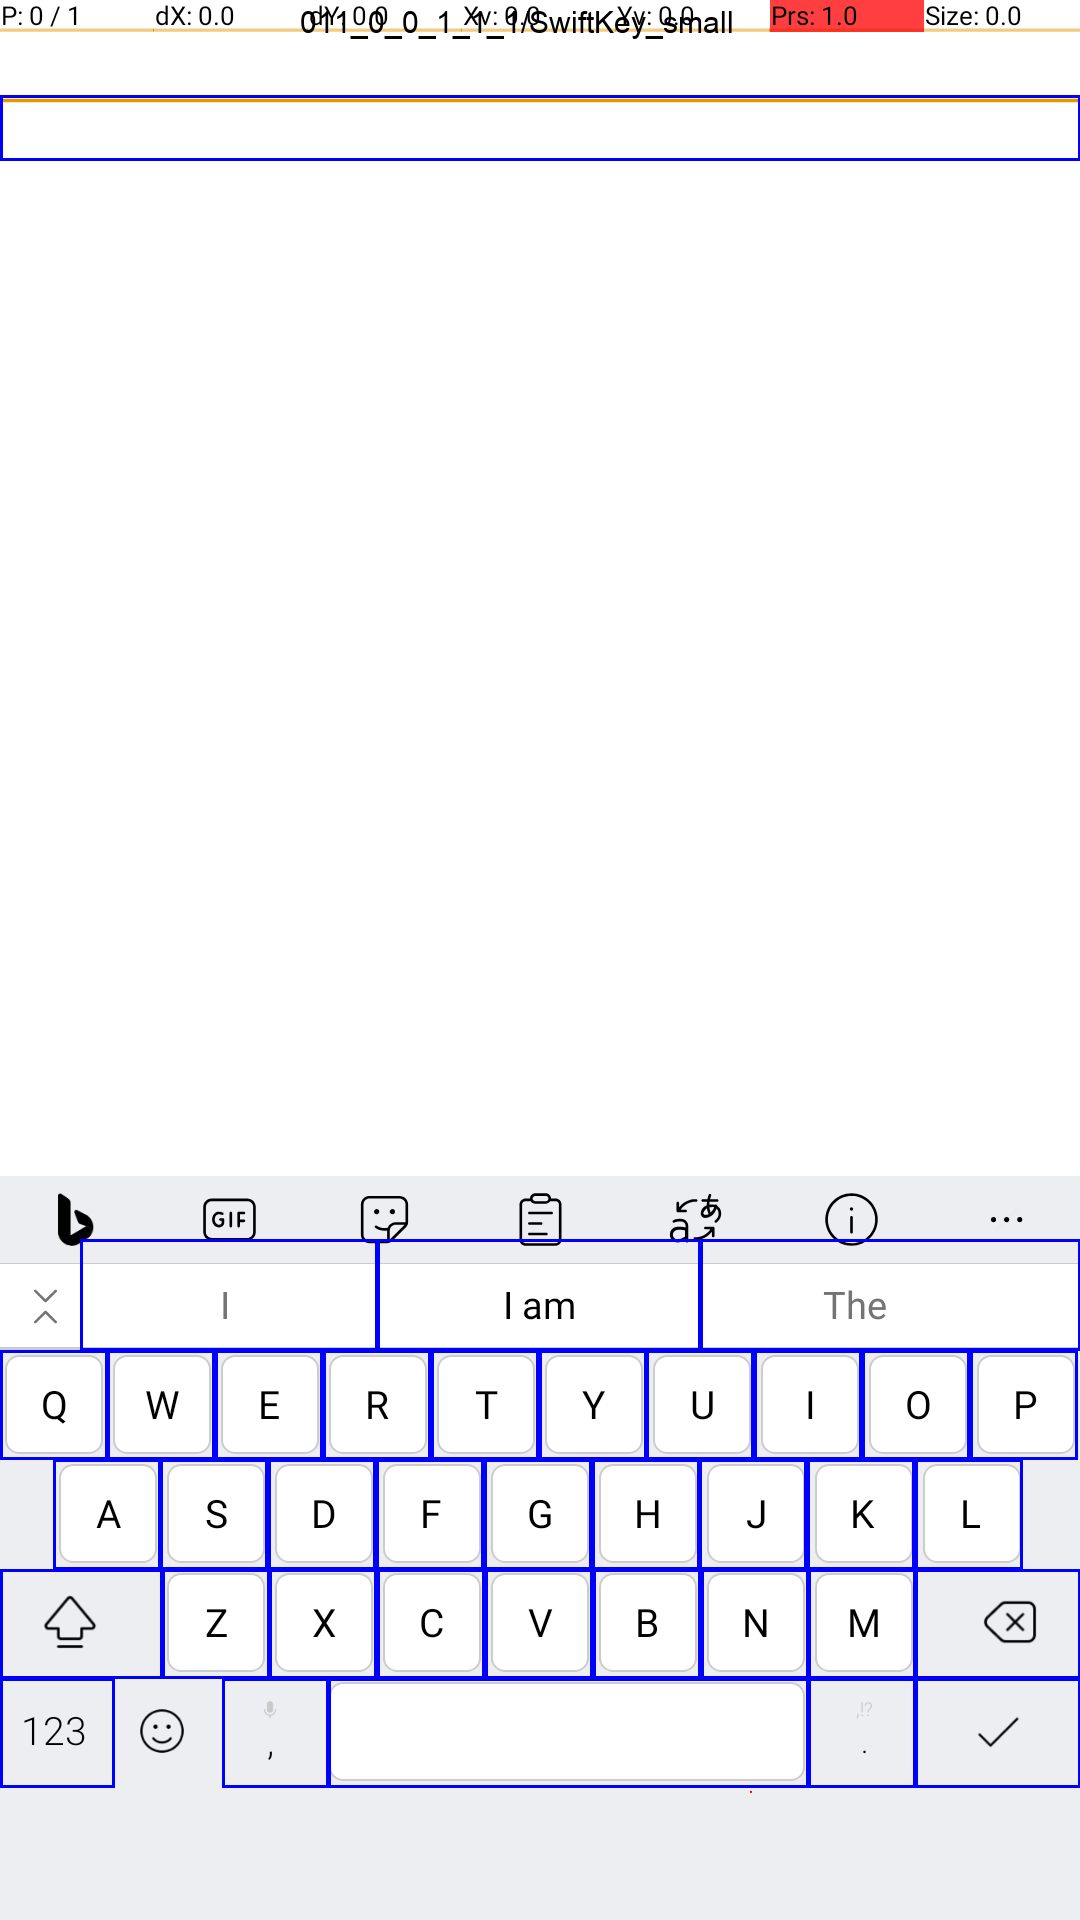 P: 0 / 1 dX: 0.0 dY: 0.0 Xv: 0.0 Yv: 0.0 Prs: 1.0 Size: 0.0
011_0_0_1_1_1/SwiftKey_small
GIF a あ i ...
I I am The
Q W E R T Y U I O P
A S D F G H J K L
Z X C V B N M
123 , ,!? .